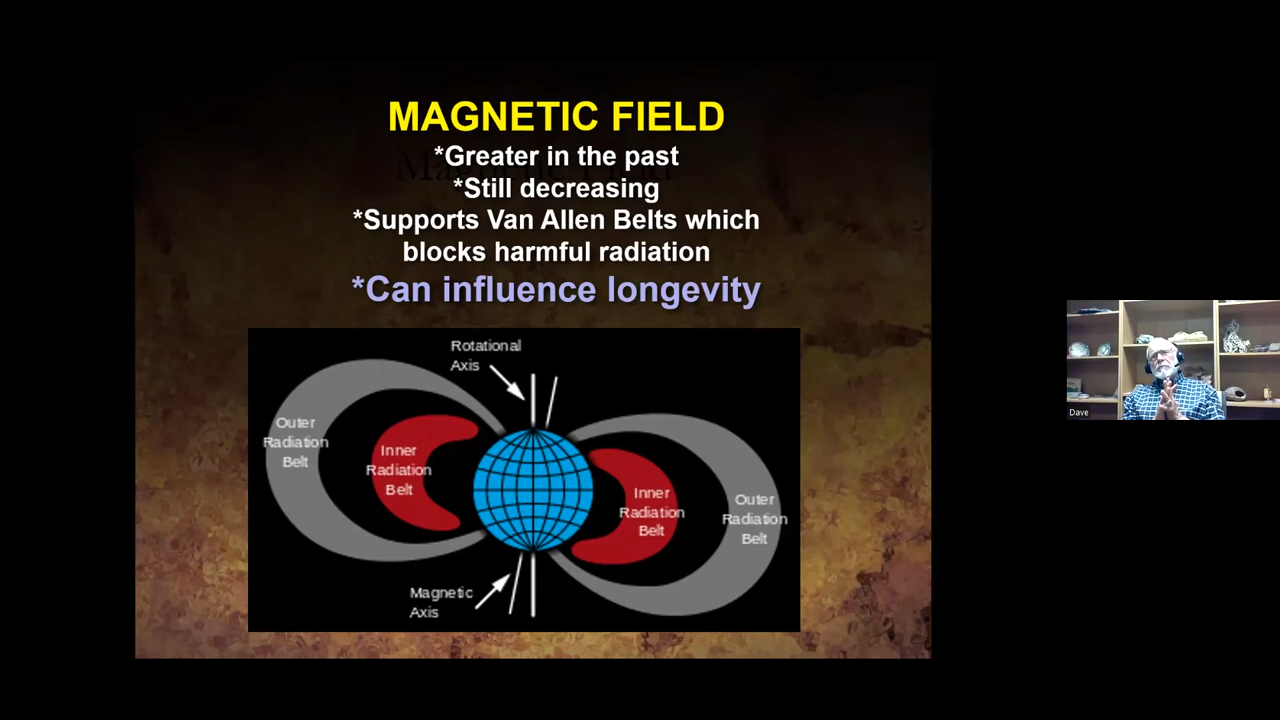 MAGNETIC FIELD
*Greater in the past
*Still decreasing
*Supports Van Allen Belts which
blocks harmful radiation
*Can influence longevity
Rotational
Axis
Outer
Radiation
Belt
Inner
Radiation
Belt
Inner
Radiation
Belt
Outer
Radiation
Belt
Magnetic
Axis
Dave